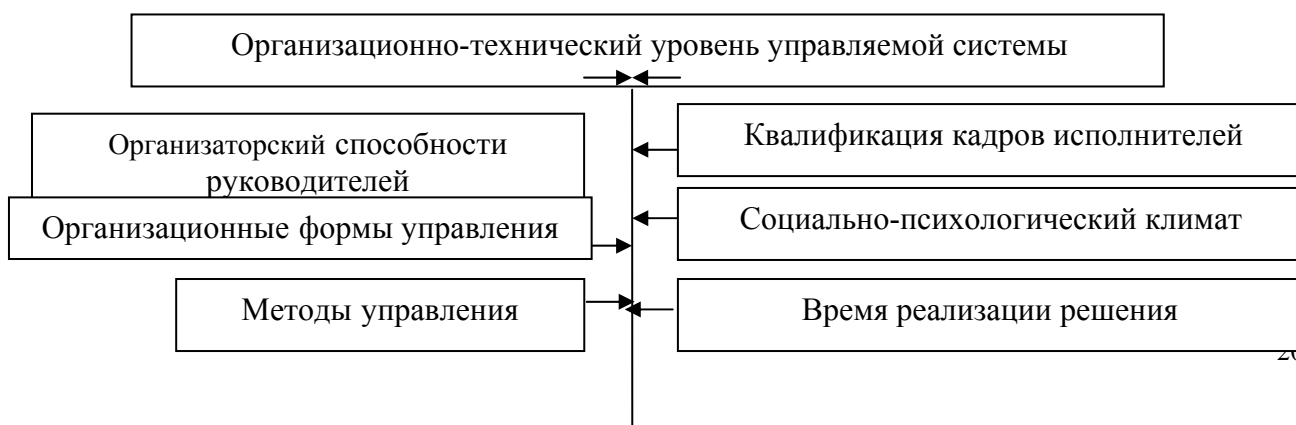 Организационно-технический уровень управляемой системы
Организаторский способности
руководителей
Организационные формы управления
Методы управления
Квалификация кадров исполнителей
Социально-психологический климат
Время реализации решения